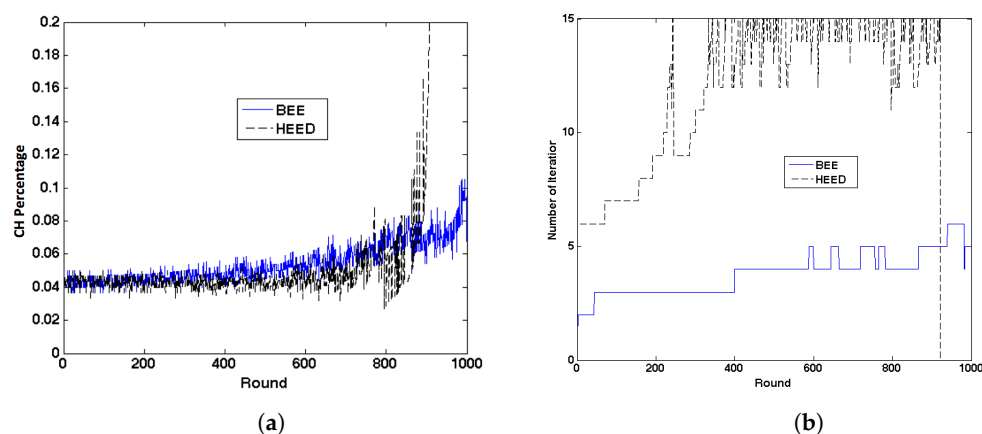 0.2
0.18
0.16
0.14
0.12
0.1
0.08
0.06
0.04
0.02
0
CH Percentage
BEE
HEED
0 200 400 600 800 1000
Round
(a)
15
10
5
0
Number of Iteration
BEE
HEED
0 200 400 600 800 1000
Round
(b)